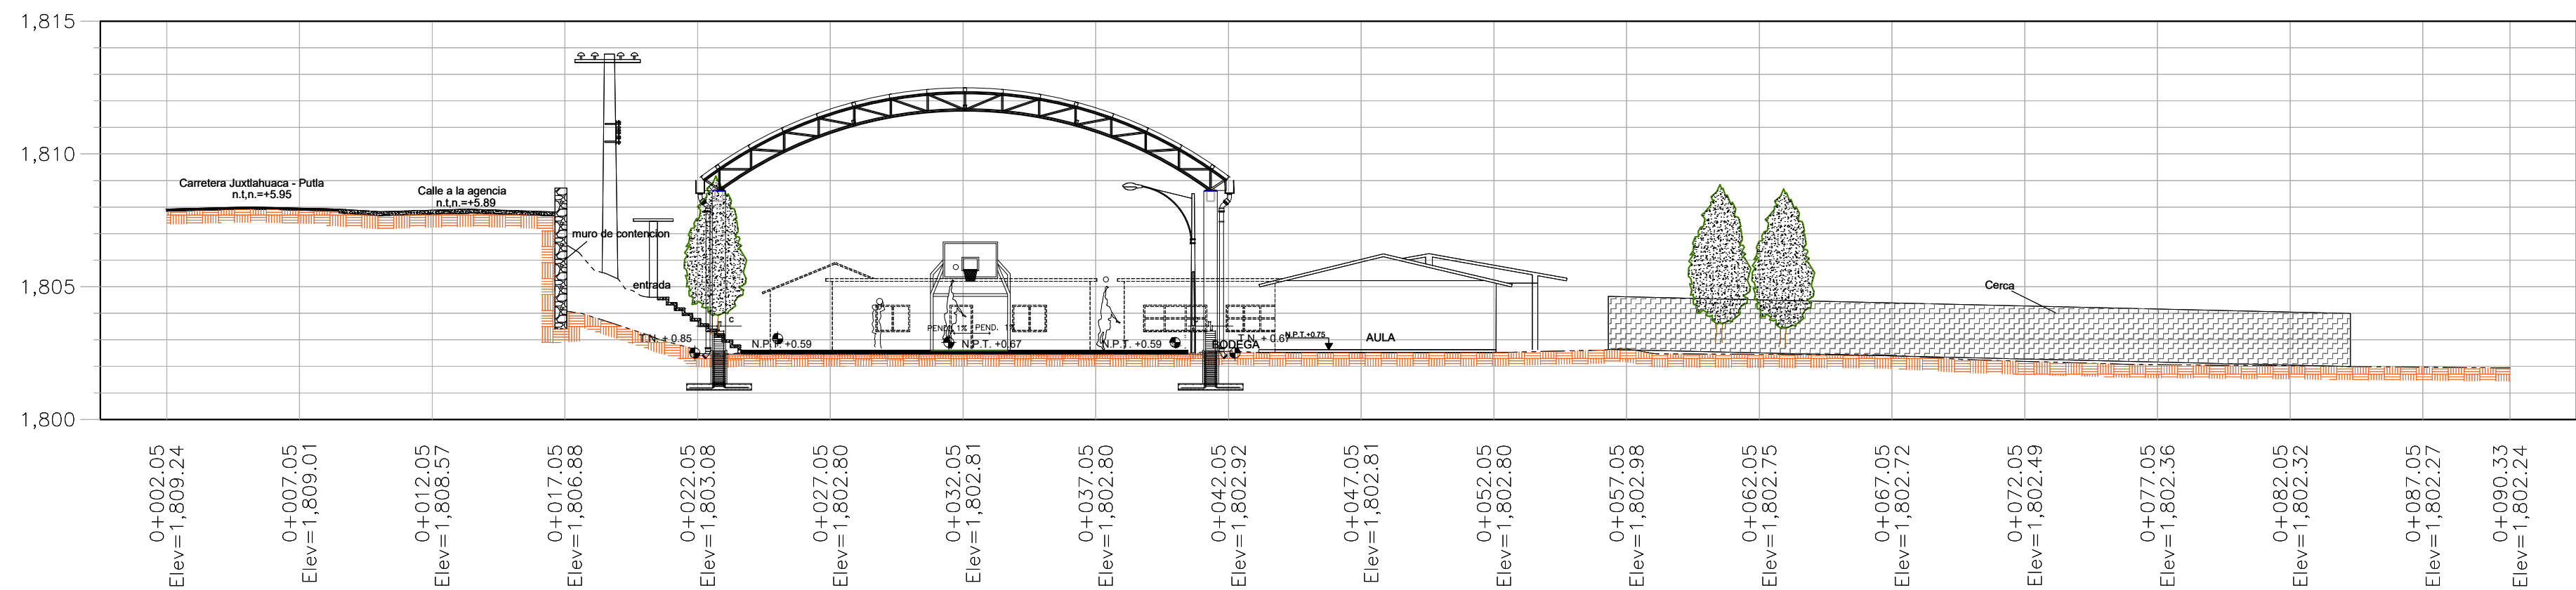 1,815
1,810
1,805
1,800
Carretera Juxtlahuaca - Putla
n.t,n.=+5.95
Calle a la agencia
n.t,n.=+5.89
muro de contencion
entrada
T.N. + 0.85
c
N.P.T. +0.59
PEND. 1%
PEND. 1%
N.P.T. +0.67
N.P.T. +0.59
BODEGA
T.N. + 0.67
N.P.T.+0.75
AULA
Cerca
0+002.05
Elev=1,809.24
0+007.05
Elev=1,809.01
0+012.05
Elev=1,808.57
0+017.05
Elev=1,806.88
0+022.05
Elev=1,803.08
0+027.05
Elev=1,802.80
0+032.05
Elev=1,802.81
0+037.05
Elev=1,802.80
0+042.05
Elev=1,802.92
0+047.05
Elev=1,802.81
0+052.05
Elev=1,802.80
0+057.05
Elev=1,802.98
0+062.05
Elev=1,802.75
0+067.05
Elev=1,802.72
0+072.05
Elev=1,802.49
0+077.05
Elev=1,802.36
0+082.05
Elev=1,802.32
0+087.05
Elev=1,802.27
0+090.33
Elev=1,802.24